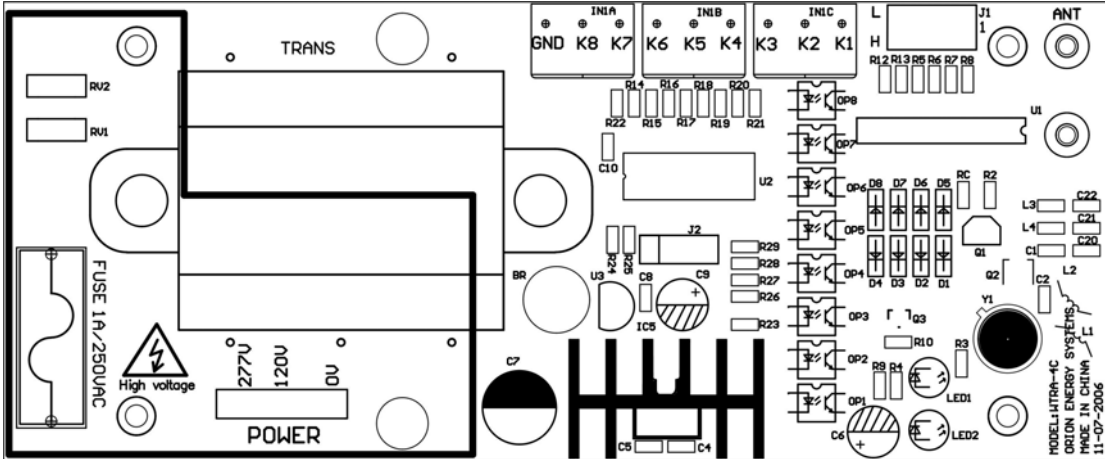 IN1A
IN1B
IN1C
GND K8 K7
K6 K5 K4
K3 K2 K1
L
H
J1
1
ANT
TRANS
RV2
RV1
R12 R13 R5 R6 R7 R8
R14 R16 R18 R20
R22 R15 R17 R19 R21
OP8
OP7
OP6
OP5
OP4
OP3
OP2
OP1
U1
C10
U2
D8 D7 D6 D5
D4 D3 D2 D1
RC
R2
Q1
L3
L4
C1
C22
C21
C20
J2
R24
R25
R29
R28
R27
R26
R23
BR
U3
C8
C9
IC5
Q2
C2
L2
L1
Y1
Q3
R10
R9
R4
R3
LED1
LED2
C6
C7
C5
C4
FUSE 1A/250VAC
High voltage
277V
120V
0V
POWER
MODEL:WTRA-4C
ORION ENERGY SYSTEMS
MADE IN CHINA
11-07-2006